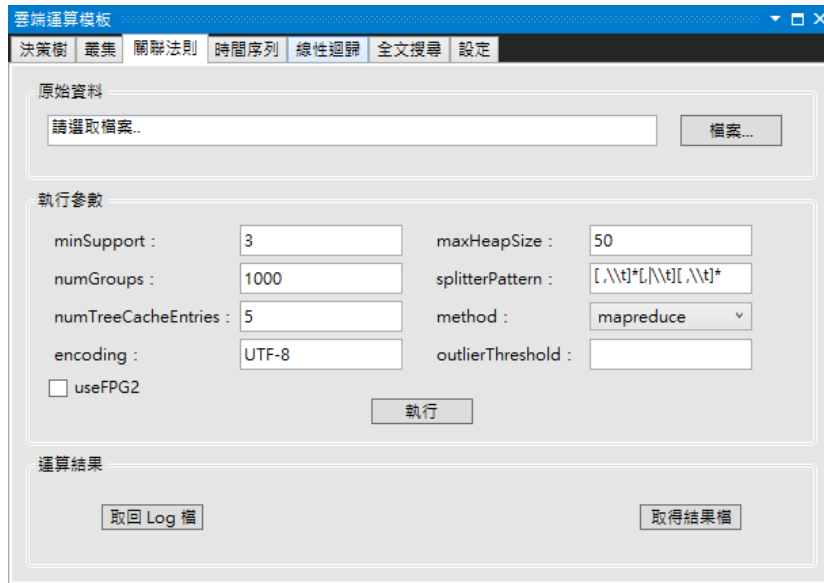 雲端運算模板
決策樹 叢集 關聯法則 時間序列 線性迴歸 全文搜尋 設定
原始資料
請選取檔案.. 檔案...
執行參數
minSupport : 3 maxHeapSize : 50
numGroups : 1000 splitterPattern : [ ,\\t]*[,|\\t][ ,\\t]*
numTreeCacheEntries : 5 method : mapreduce
encoding : UTF-8 outlierThreshold :
useFPG2
執行
運算結果
取回 Log 檔 取得結果檔